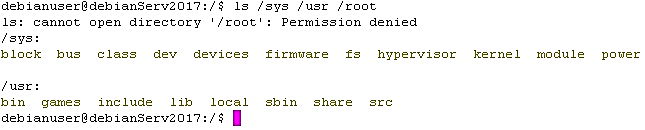 debianuser@debianServ2017:/$ ls /sys /usr /root
ls: cannot open directory '/root': Permission denied
/sys:
block  bus  class  dev  devices  firmware  fs  hypervisor  kernel  module  power
/usr:
bin  games  include  lib  local  sbin  share  src
debianuser@debianServ2017:/$